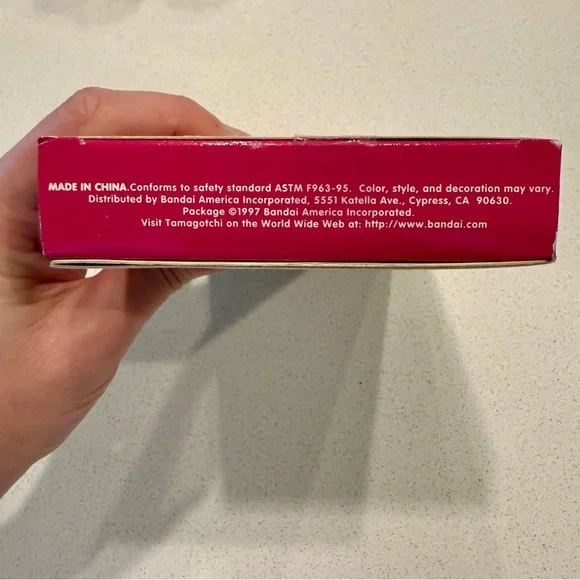 MADE IN CHINA.Conforms to safety standard ASTM F963-95. Color, style, and decoration may vary.
Distributed by Bandai America Incorporated, 5551 Katella Ave., Cypress, CA 90630.
Package ©1997 Bandai America Incorporated.
Visit Tamagotchi on the World Wide Web at: http://www.bandai.com